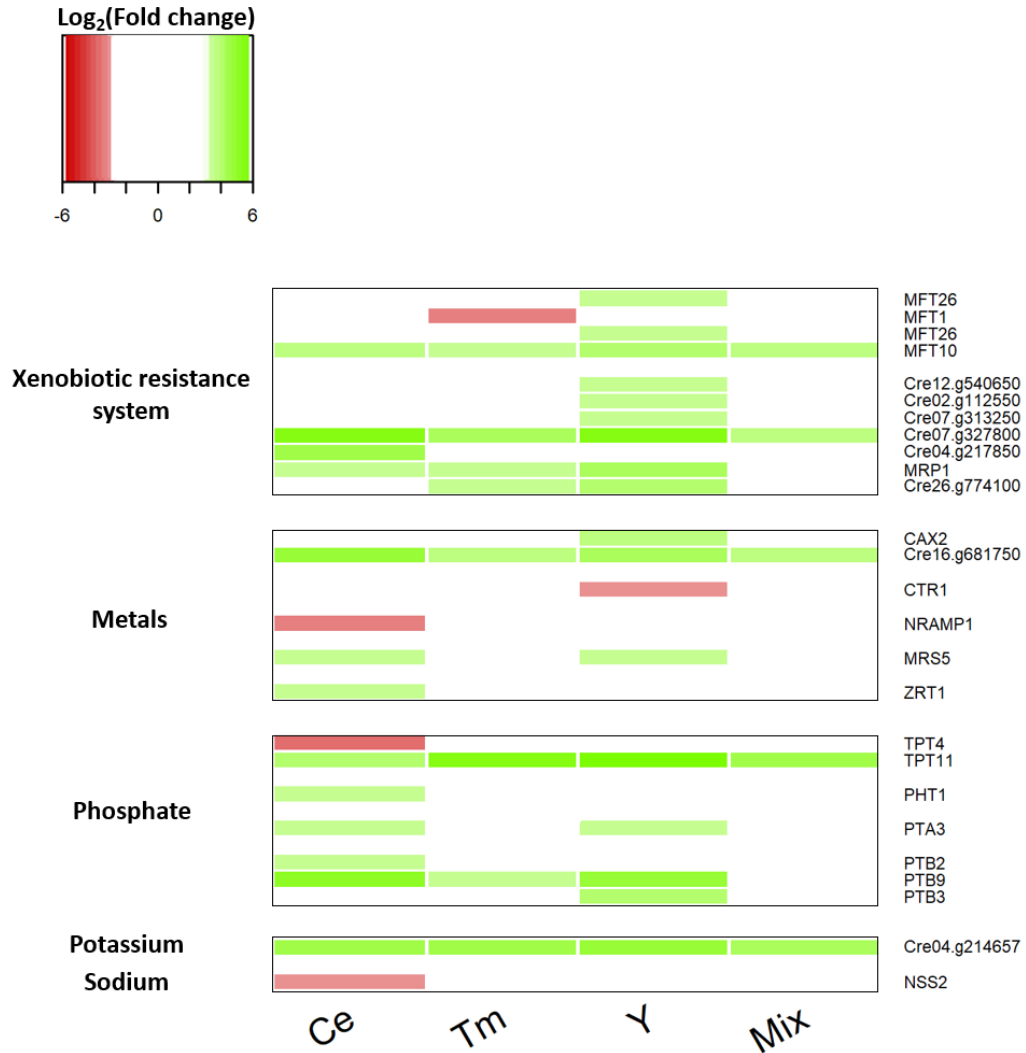 Log₂(Fold change)
-6 0 6
Xenobiotic resistance
system
MFT26
MFT1
MFT26
MFT10
Cre12.g540650
Cre02.g112550
Cre07.g313250
Cre07.g327800
Cre04.g217850
MRP1
Cre26.g774100
Metals
CAX2
Cre16.g681750
CTR1
NRAMP1
MRS5
ZRT1
Phosphate
TPT4
TPT11
PHT1
PTA3
PTB2
PTB9
PTB3
Potassium
Cre04.g214657
Sodium
NSS2
Ce Tm Y Mix